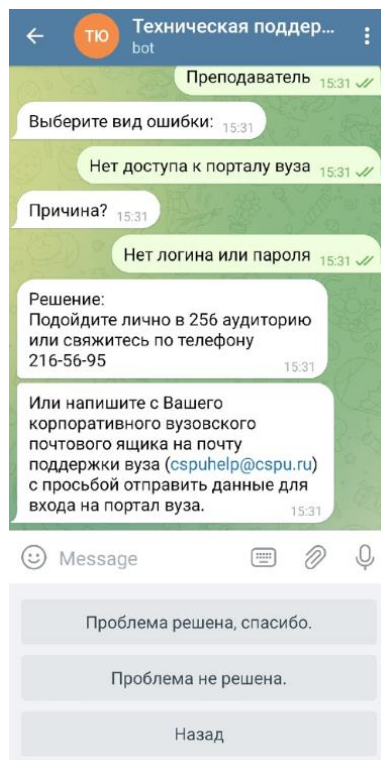 Техническая поддер...
ТЮ
bot
Преподаватель 15:31
Выберите вид ошибки: 15:31
Нет доступа к порталу вуза 15:31
Причина? 15:31
Нет логина или пароля 15:31
Решение:
Подойдите лично в 256 аудиторию
или свяжитесь по телефону
216-56-95
15:31
Или напишите с Вашего
корпоративного вузовского
почтового ящика на почту
поддержки вуза (cspuhelp@cspu.ru)
с просьбой отправить данные для
входа на портал вуза.
15:31
Message
Проблема решена, спасибо.
Проблема не решена.
Назад